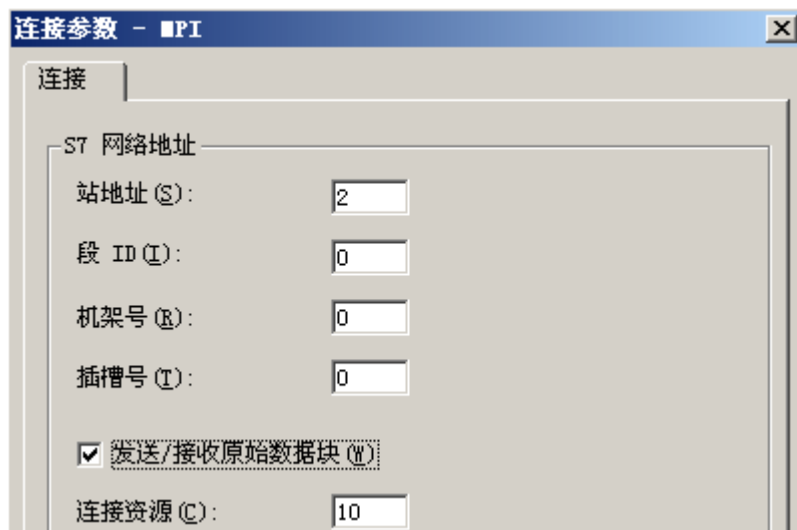 连接参数 - MPI
连接
S7 网络地址
站地址(S): 2
段 ID(I): 0
机架号(R): 0
插槽号(T): 0
发送/接收原始数据块(W)
连接资源(C): 10